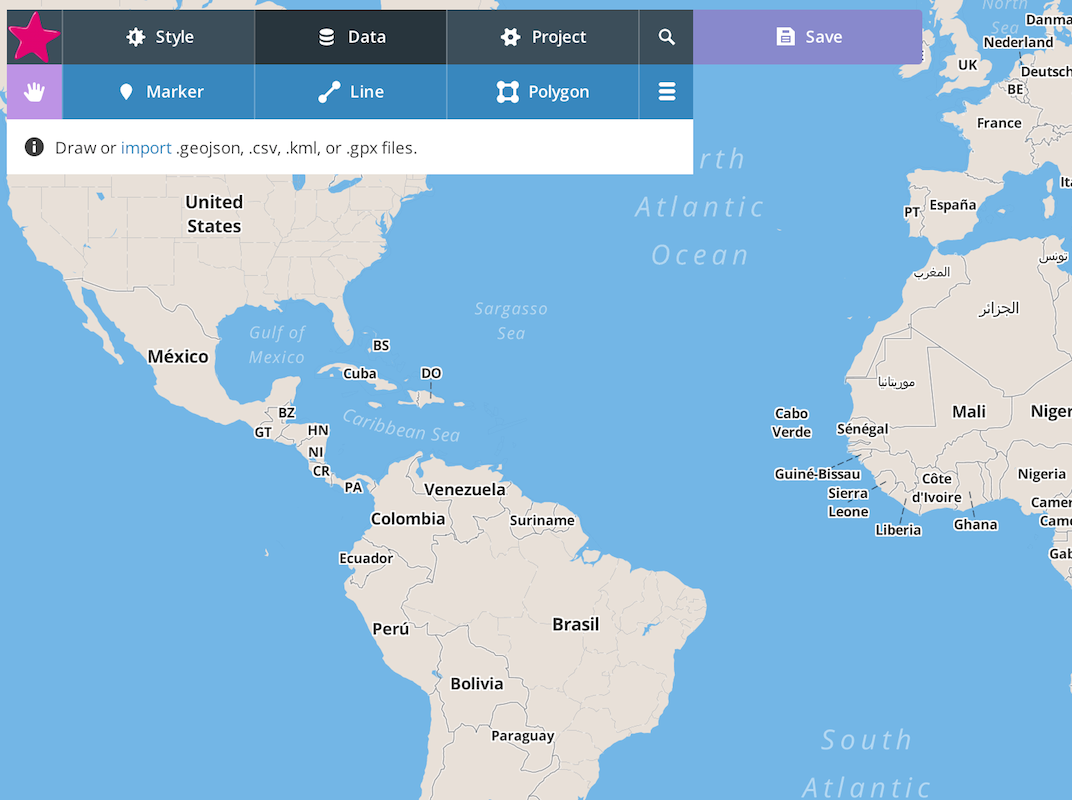 Style
Data
Project
Save
Marker
Line
Polygon
Draw or import .geojson, .csv, .kml, or .gpx files.
North
Sea
Danma
Nederland
UK
Deutsch
BE
France
rth
Atlantic
Ocean
United
States
PT
España
Ita
تونس
المغرب
الجزائر
Sargasso
Sea
Gulf of
Mexico
BS
México
Cuba
DO
موريتانيا
BZ
Cabo
Verde
Mali
Niger
GT
HN
Caribbean Sea
Sénégal
NI
CR
PA
Guiné-Bissau
Nigeria
Côte
d'Ivoire
Sierra
Leone
Venezuela
Colombia
Suriname
Liberia
Ghana
Camer
Came
Ecuador
Gab
Brasil
Perú
Bolivia
Paraguay
South
Atlantic